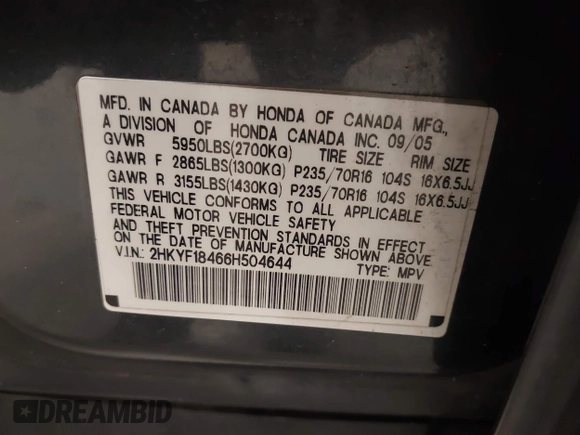 MFD. IN CANADA BY HONDA OF CANADA MFG.,
A DIVISION OF HONDA CANADA INC. 09/05
GVWR 5950LBS(2700KG) TIRE SIZE RIM SIZE
GAWR F 2865LBS(1300KG) P235/70R16 104S 16X6.5JJ
GAWR R 3155LBS(1430KG) P235/70R16 104S 16X6.5JJ
THIS VEHICLE CONFORMS TO ALL APPLICABLE
FEDERAL MOTOR VEHICLE SAFETY
AND THEFT PREVENTION STANDARDS IN EFFECT
ON THE DATE OF MANUFACTURE SHOWN ABOVE.
V.I.N.: 2HKYF18466H504644 TYPE: MPV
DREAMBID